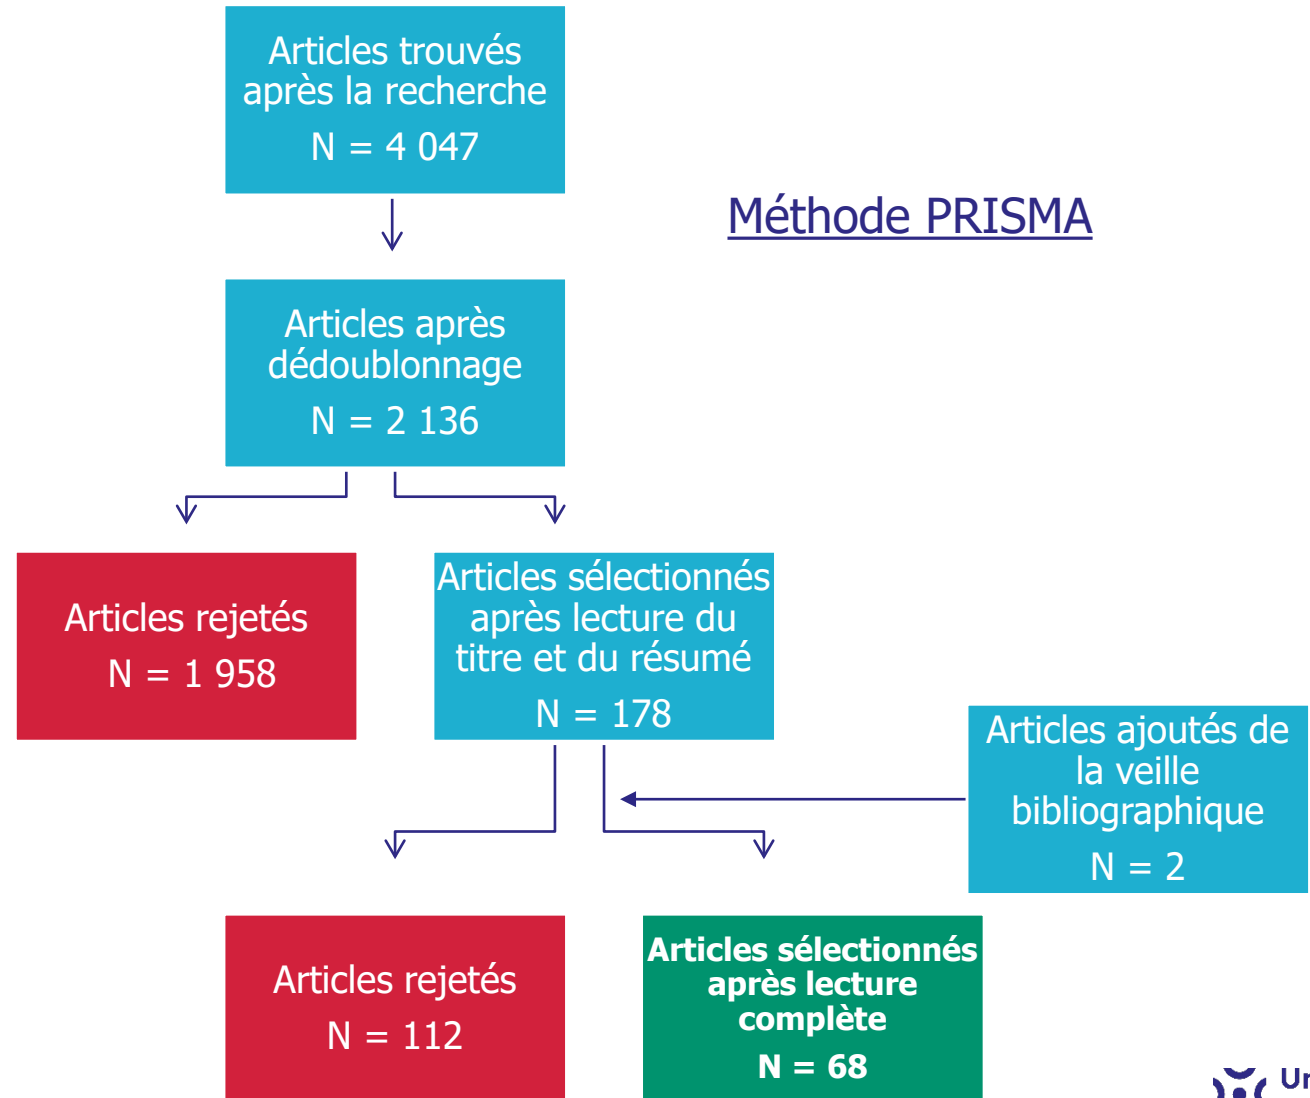 Articles trouvés
après la recherche
N = 4 047
Méthode PRISMA
Articles après
dédoublonnage
N = 2 136
Articles rejetés
N = 1 958
Articles sélectionnés
après lecture du
titre et du résumé
N = 178
Articles ajoutés de
la veille
bibliographique
N = 2
Articles rejetés
N = 112
Articles sélectionnés
après lecture
complète
N = 68